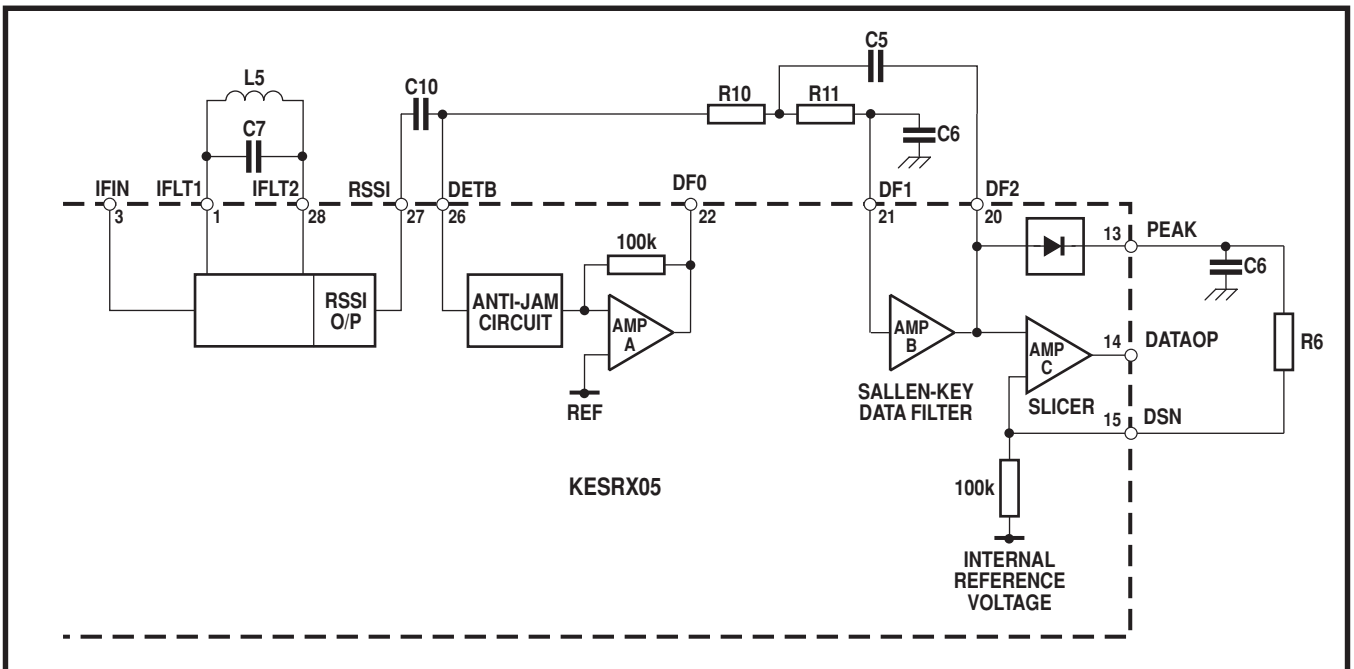 C5
L5
C10
R10
R11
C7
C6
IFIN
IFLT1
IFLT2
RSSI
DETB
DF0
DF1
DF2
3
1
28
27
26
22
21
20
13
PEAK
100k
C6
RSSI
O/P
ANTI-JAM
CIRCUIT
AMP
A
AMP
B
AMP
C
14
DATAOP
R6
REF
SALLEN-KEY
DATA FILTER
SLICER
15
DSN
KESRX05
100k
INTERNAL
REFERENCE
VOLTAGE